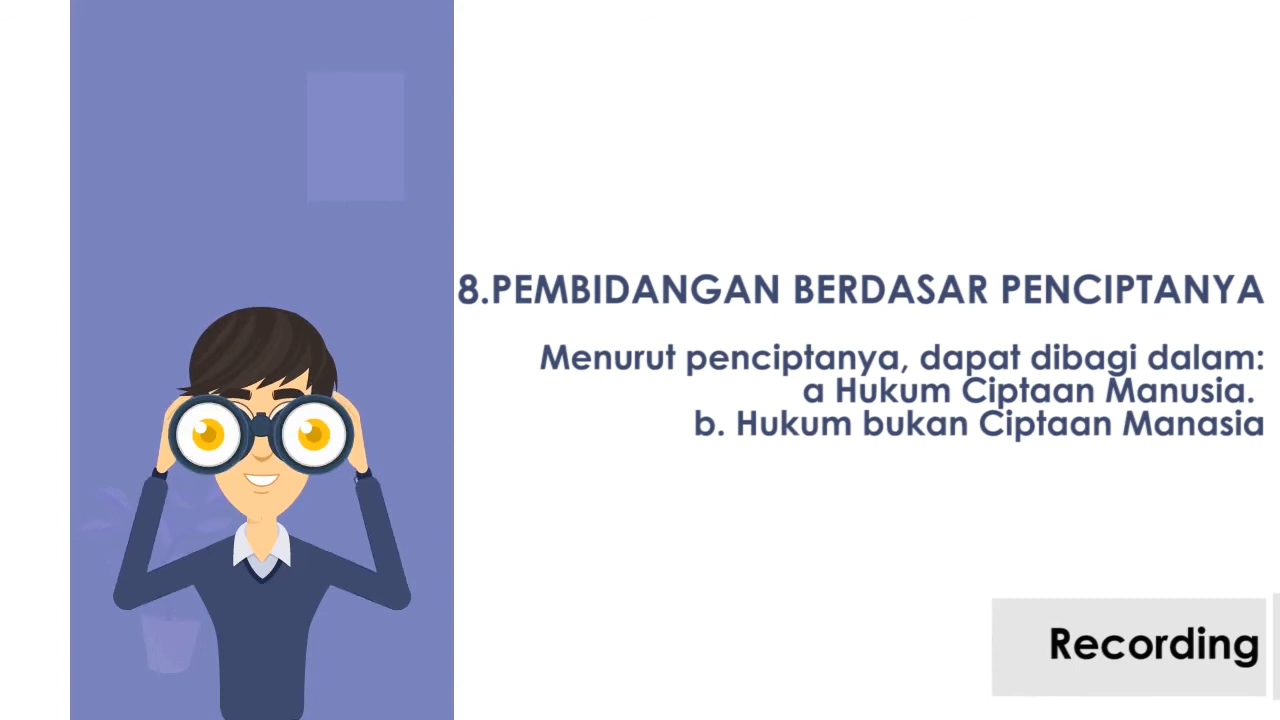 8.PEMBIDANGAN BERDASAR PENCIPTANYA
Menurut penciptanya, dapat dibagi dalam:
a Hukum Ciptaan Manusia.
b. Hukum bukan Ciptaan Manasia
Recording